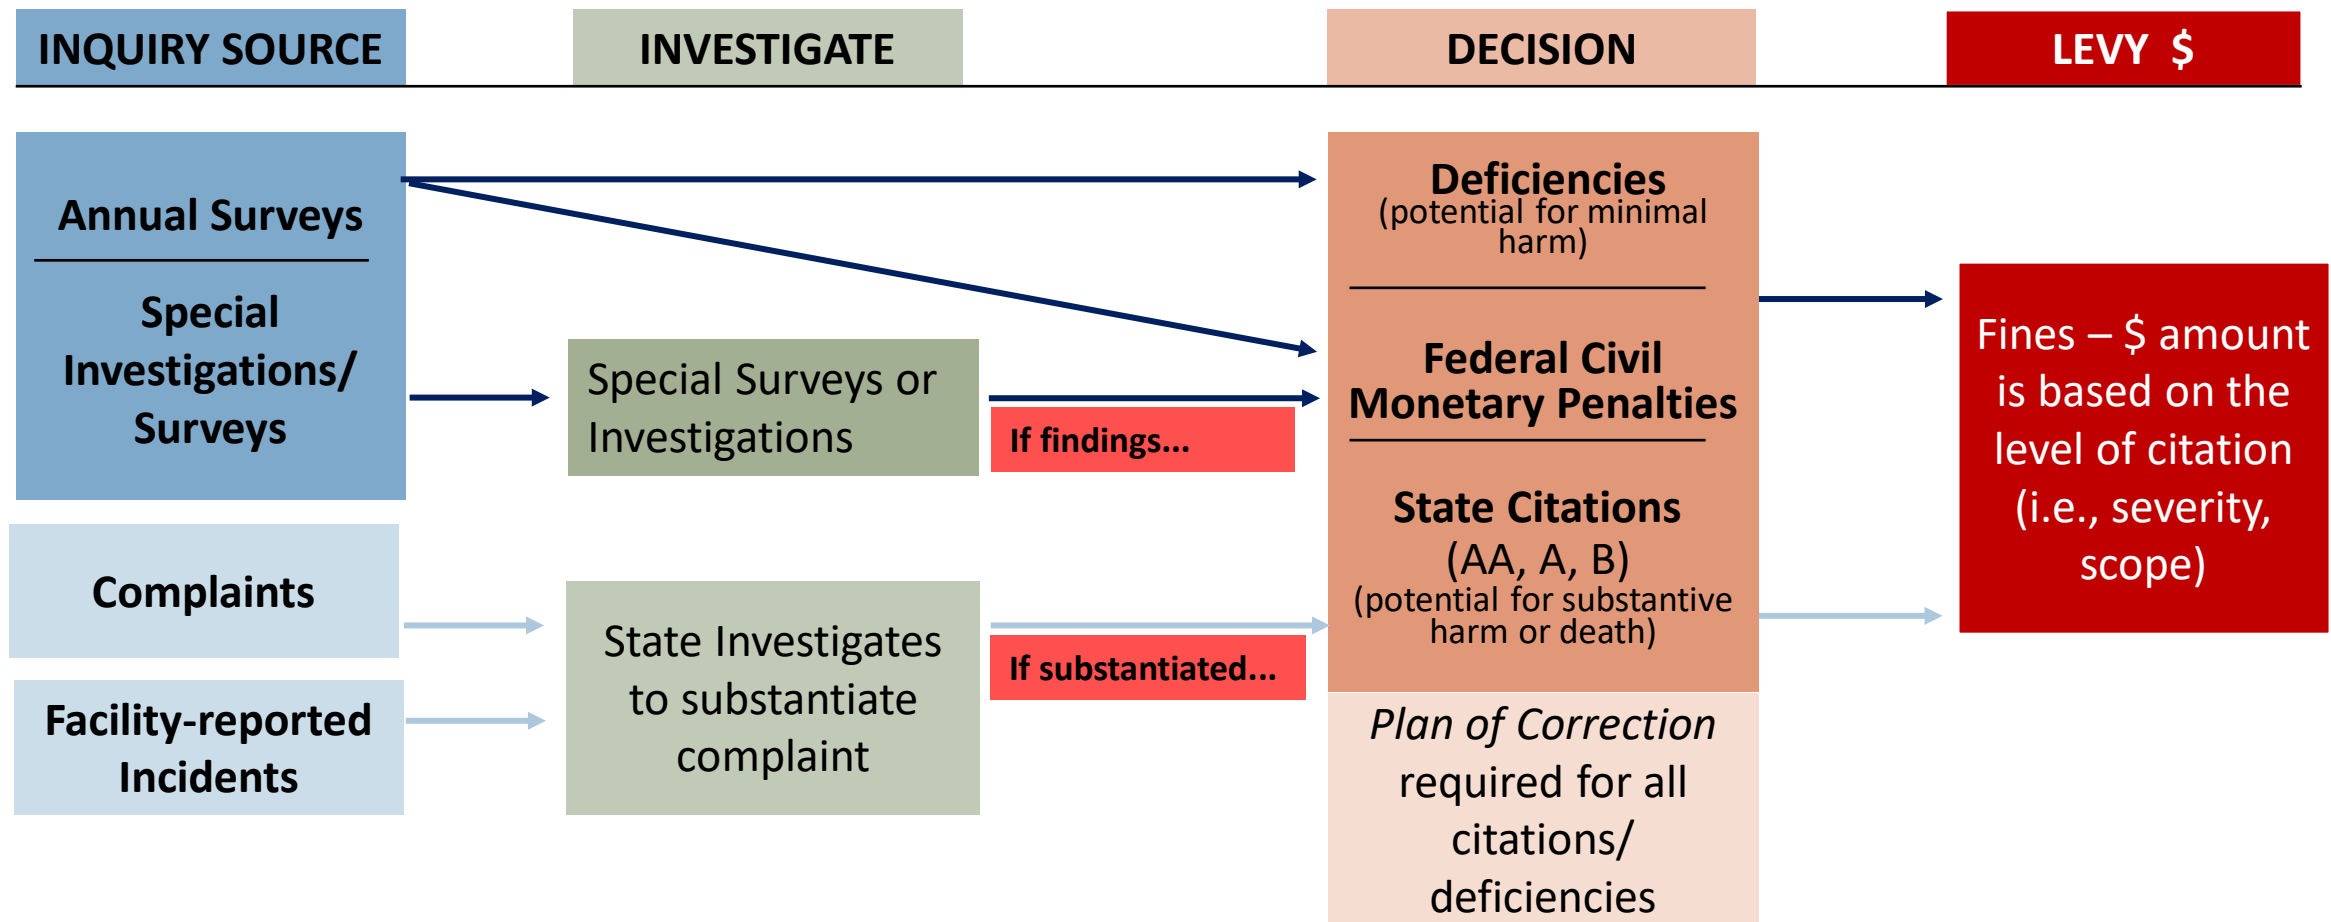 INQUIRY SOURCE
INVESTIGATE
DECISION
LEVY $
Annual Surveys
Special
Investigations/
Surveys
Complaints
Facility-reported
Incidents
Special Surveys or
Investigations
If findings...
State Investigates
to substantiate
complaint
If substantiated...
Deficiencies
(potential for minimal
harm)
Federal Civil
Monetary Penalties
State Citations
(AA, A, B)
(potential for substantive
harm or death)
Plan of Correction
required for all
citations/
deficiencies
Fines – $ amount
is based on the
level of citation
(i.e., severity,
scope)